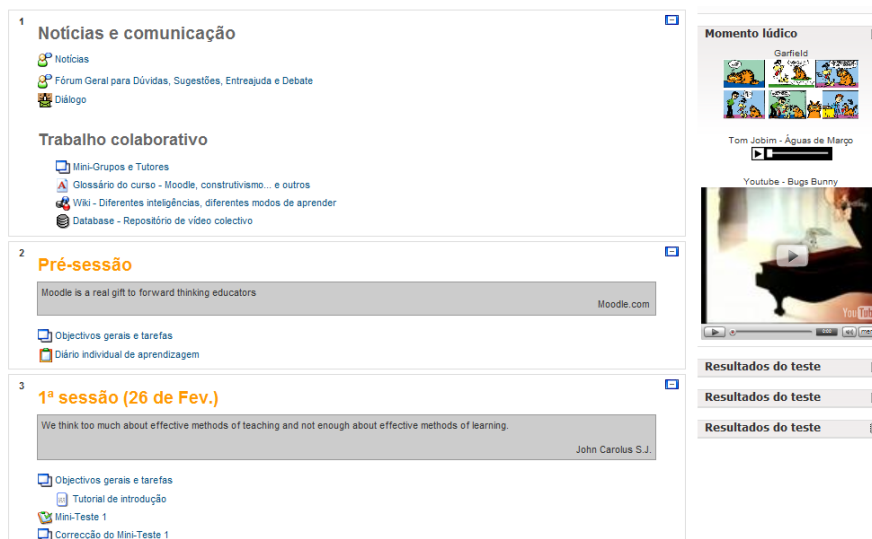 1
Notícias e comunicação
Notícias
Fórum Geral para Dúvidas, Sugestões, Entreajuda e Debate
Diálogo
Trabalho colaborativo
Mini-Grupos e Tutores
Glossário do curso - Moodle, construtivismo... e outros
Wiki - Diferentes inteligências, diferentes modos de aprender
Database - Repositório de vídeo colectivo
2
Pré-sessão
Moodle is a real gift to forward thinking educators
Moodle.com
Objectivos gerais e tarefas
Diário individual de aprendizagem
3
1ª sessão (26 de Fev.)
We think too much about effective methods of teaching and not enough about effective methods of learning.
John Carolus S.J.
Objectivos gerais e tarefas
Tutorial de introdução
Mini-Teste 1
Correcção do Mini-Teste 1
Momento lúdico
Garfield
Tom Jobim - Águas de Março
Youtube - Bugs Bunny
Resultados do teste
Resultados do teste
Resultados do teste